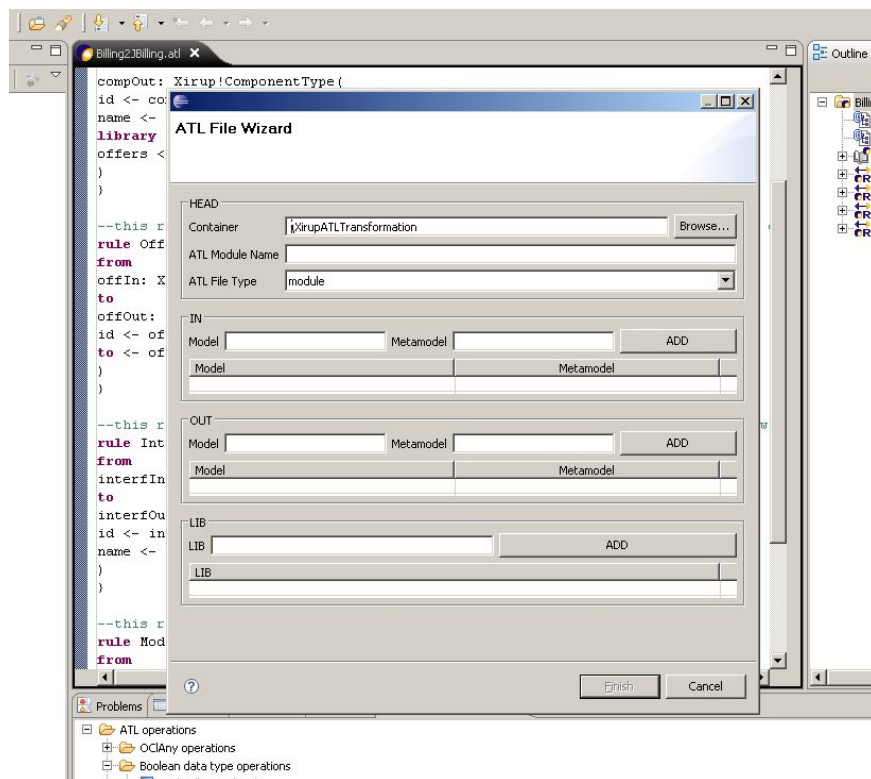 Billing2JBilling.atl
Outline
compOut: Xirup!ComponentType(
id <- co
name <-
library
offers <
)
}
--this r
rule Off
from
offIn: X
to
offOut:
id <- of
to <- of
)
}
--this r
rule Int
from
interfIn
to
interfOu
id <- in
name <-
)
}
--this r
rule Mod
from
ATL File Wizard
HEAD
Container
/XirupATLTransformation
Browse...
ATL Module Name
ATL File Type
module
IN
Model
Metamodel
ADD
Model
Metamodel
OUT
Model
Metamodel
ADD
Model
Metamodel
LIB
LIB
ADD
LIB
Finish
Cancel
Billi
Problems
ATL operations
OClAny operations
Boolean data type operations